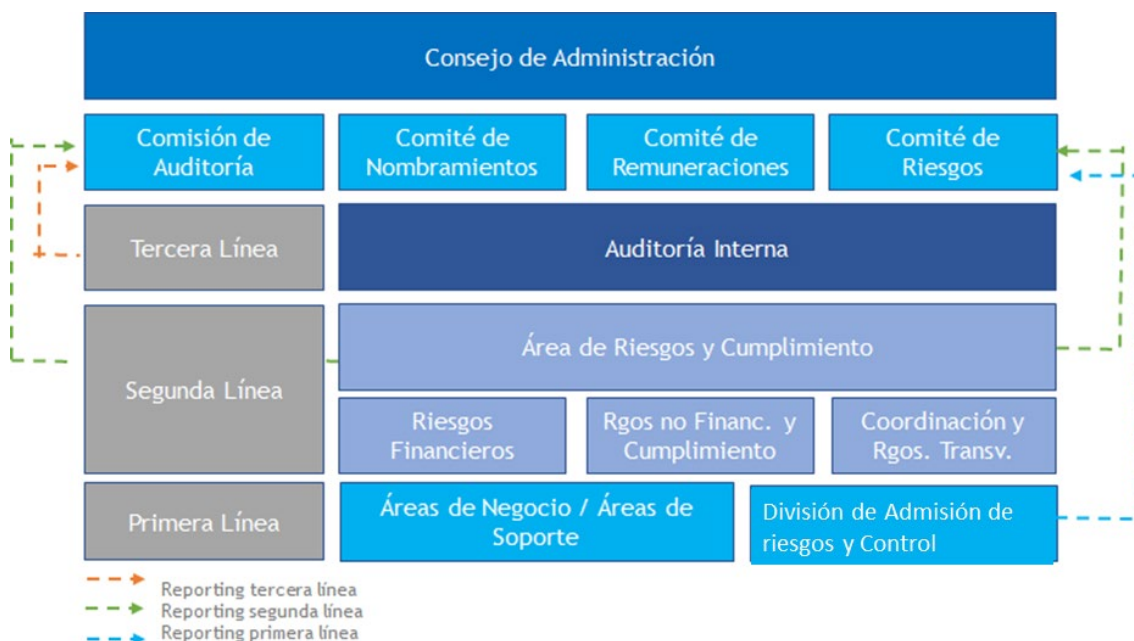 Consejo de Administración
Comisión de
Auditoría
Comité de
Nombramientos
Comité de
Remuneraciones
Comité de
Riesgos
Tercera Línea
Auditoría Interna
Segunda Línea
Área de Riesgos y Cumplimiento
Riesgos
Financieros
Rgos no Financ. y
Cumplimiento
Coordinación y
Rgos. Transv.
Primera Línea
Áreas de Negocio / Áreas de
Soporte
División de Admisión de
riesgos y Control
Reporting tercera línea
Reporting segunda línea
Reporting primera línea